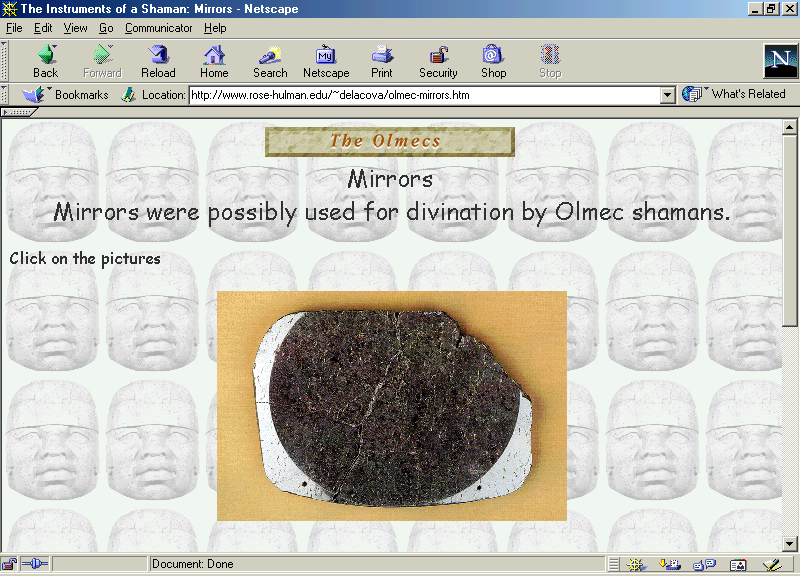 The Instruments of a Shaman: Mirrors - Netscape
File Edit View Go Communicator Help
Back Forward Reload Home Search Netscape Print Security Shop Stop
My
N
Bookmarks Location: http://www.rose-hulman.edu/~delacova/olmec-mirrors.htm What's Related
The Olmecs
Mirrors
Mirrors were possibly used for divination by Olmec shamans.
Click on the pictures
Document: Done